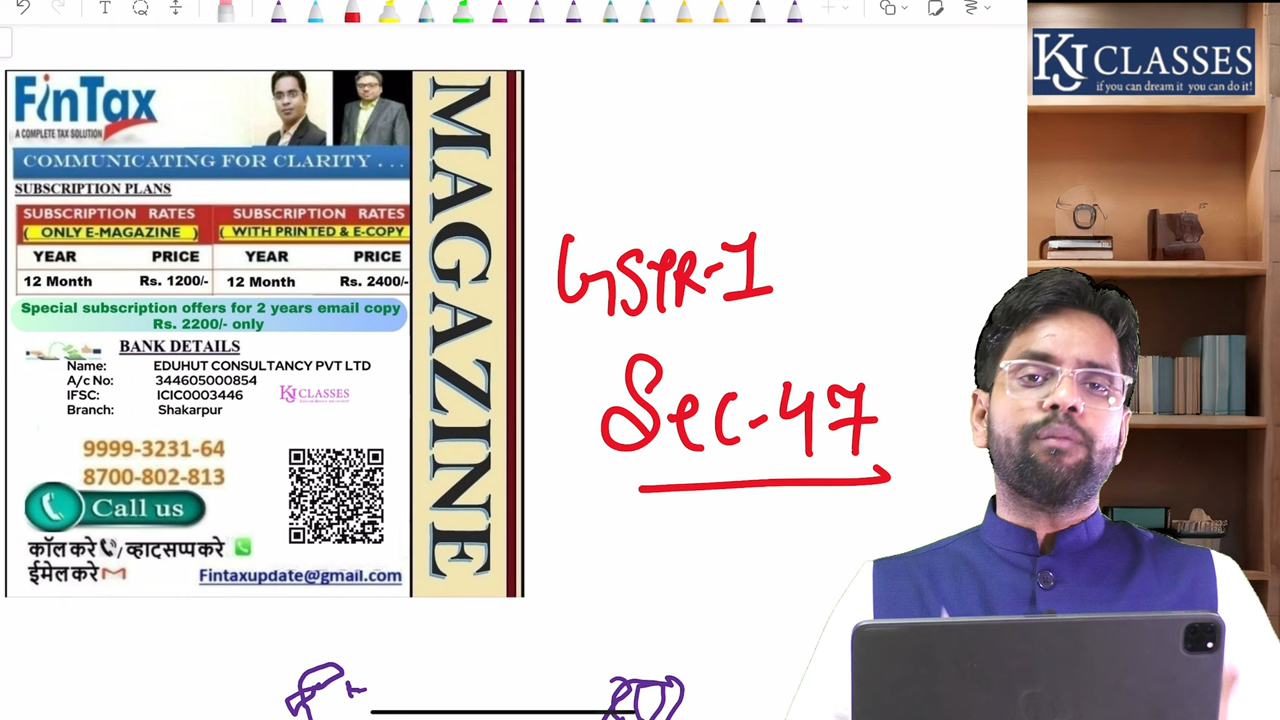 FinTax
A COMPLETE TAX SOLUTION
COMMUNICATING FOR CLARITY . . .
SUBSCRIPTION PLANS
SUBSCRIPTION RATES SUBSCRIPTION RATES
( ONLY E-MAGAZINE ) ( WITH PRINTED & E-COPY
YEAR PRICE YEAR PRICE
12 Month Rs. 1200/- 12 Month Rs. 2400/-
Special subscription offers for 2 years email copy
Rs. 2200/- only
BANK DETAILS
Name: EDUHUT CONSULTANCY PVT LTD
A/c No: 344605000854
IFSC: ICIC0003446
Branch: Shakarpur
KJ CLASSES
9999-3231-64
8700-802-813
Call us
कॉल करे / व्हाट्सप्प करे
ईमेल करे
Fintaxupdate@gmail.com
MAGAZINE
GSTR-1
Sec-47
KJ CLASSES
if you can dream it you can do it!